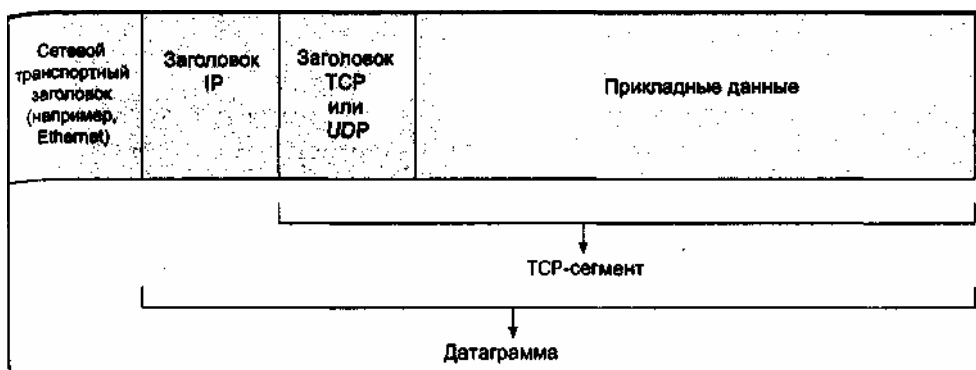 Сетевой
транспортный
заголовок
(например,
Ethernet)
Заголовок
IP
Заголовок
TCP
или
UDP
Прикладные данные
TCP-сегмент
Датаграмма